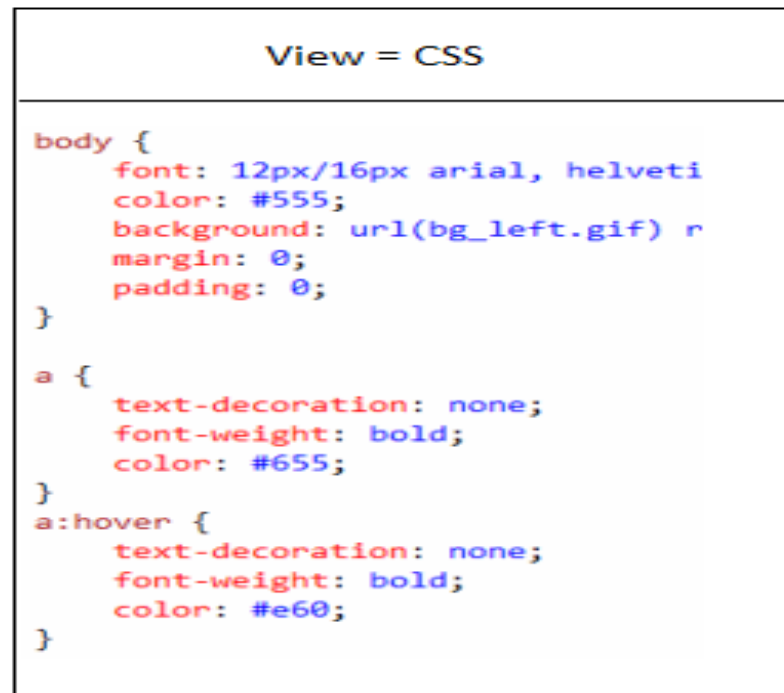 View = CSS
body {
font: 12px/16px arial, helveti
color: #555;
background: url(bg_left.gif) r
margin: 0;
padding: 0;
}
a {
text-decoration: none;
font-weight: bold;
color: #655;
}
a:hover {
text-decoration: none;
font-weight: bold;
color: #e60;
}